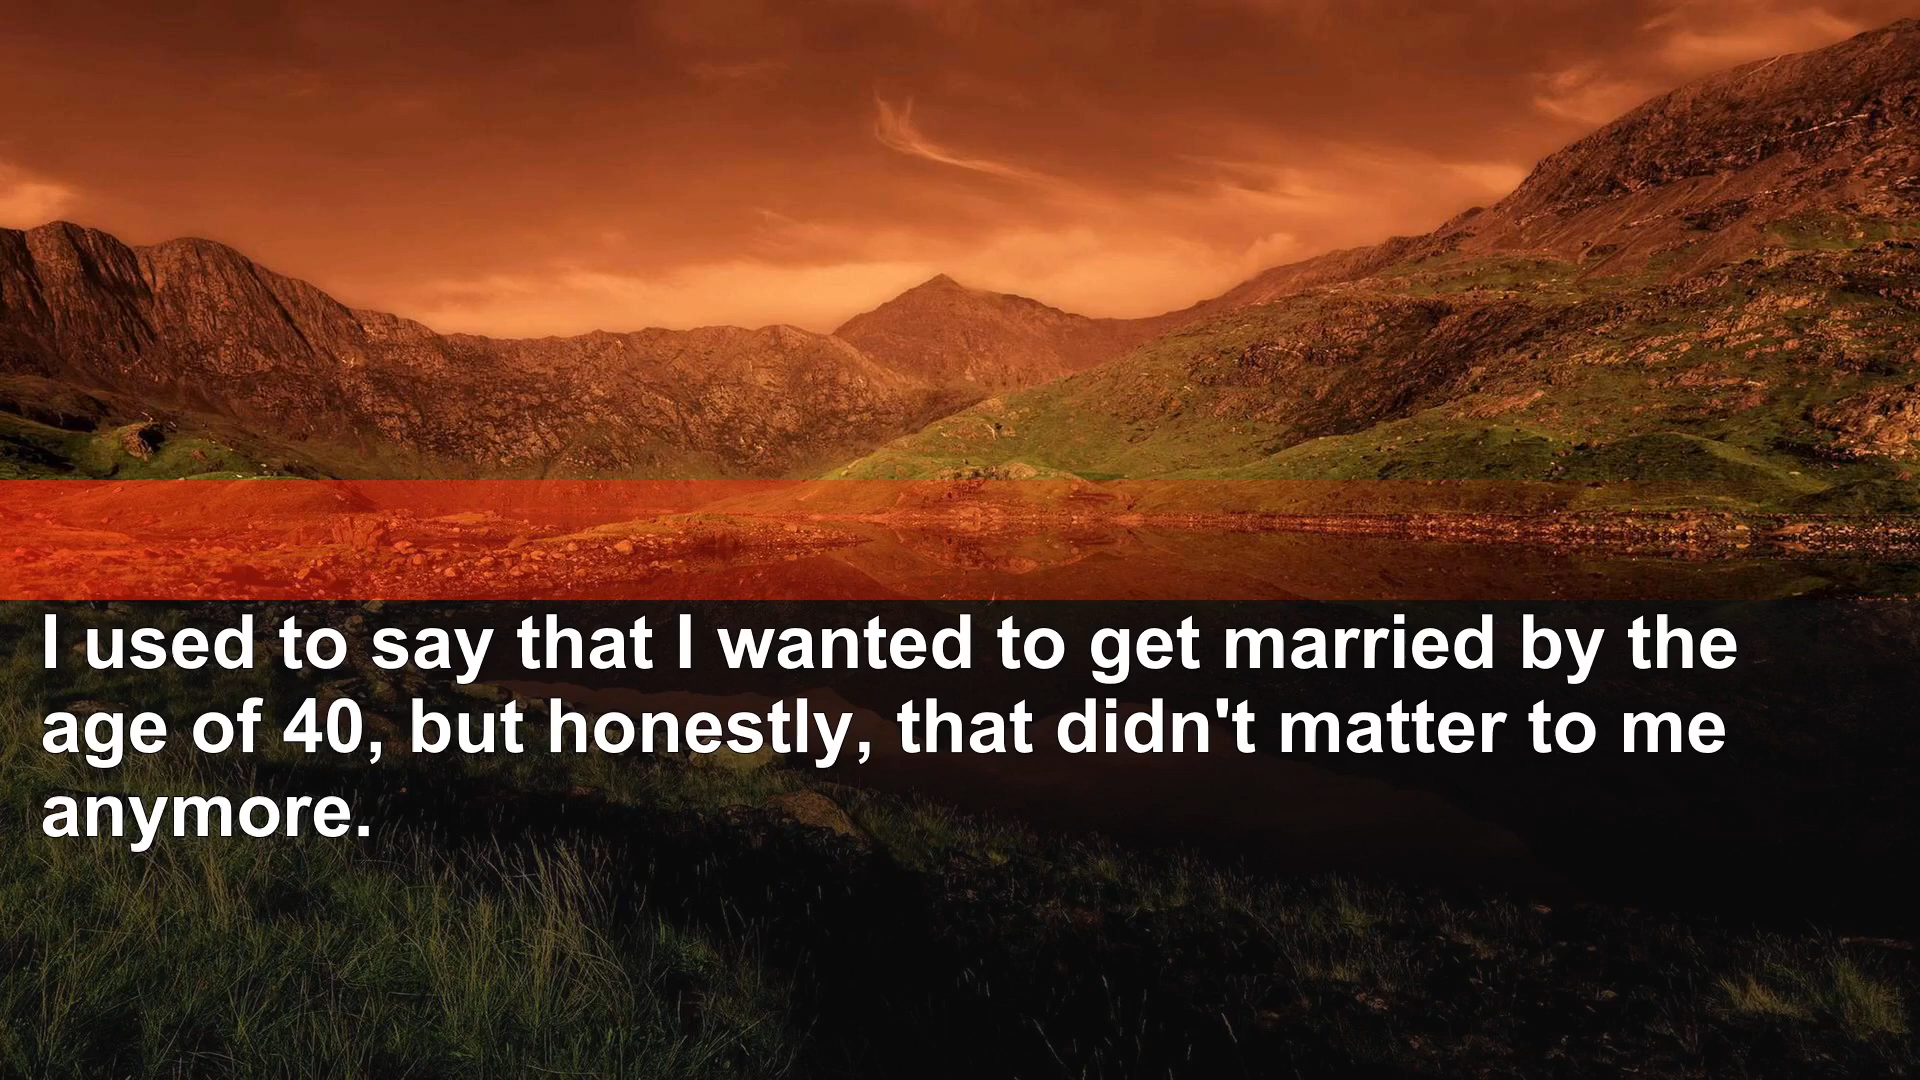 I used to say that I wanted to get married by the
age of 40, but honestly, that didn't matter to me
anymore.